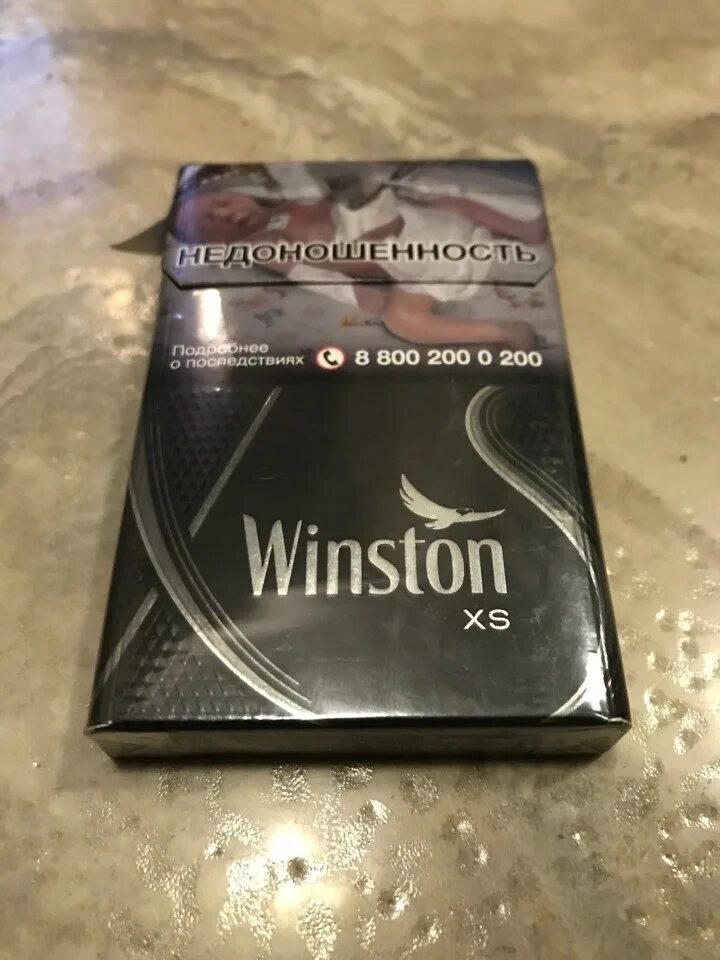 НЕДОНОШЕННОСТЬ
Подробнее
о последствиях 8 800 200 0 200
Winston
XS